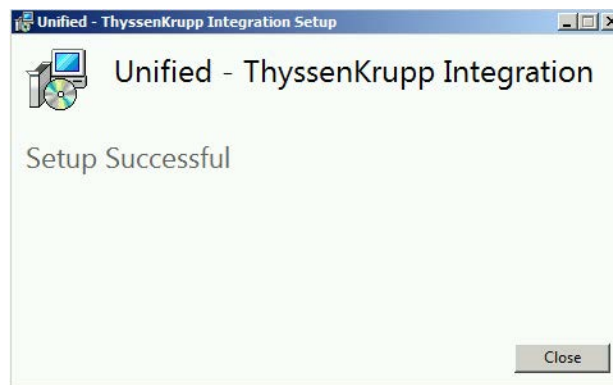 Unified - ThyssenKrupp Integration Setup
Unified - ThyssenKrupp Integration
Setup Successful
Close